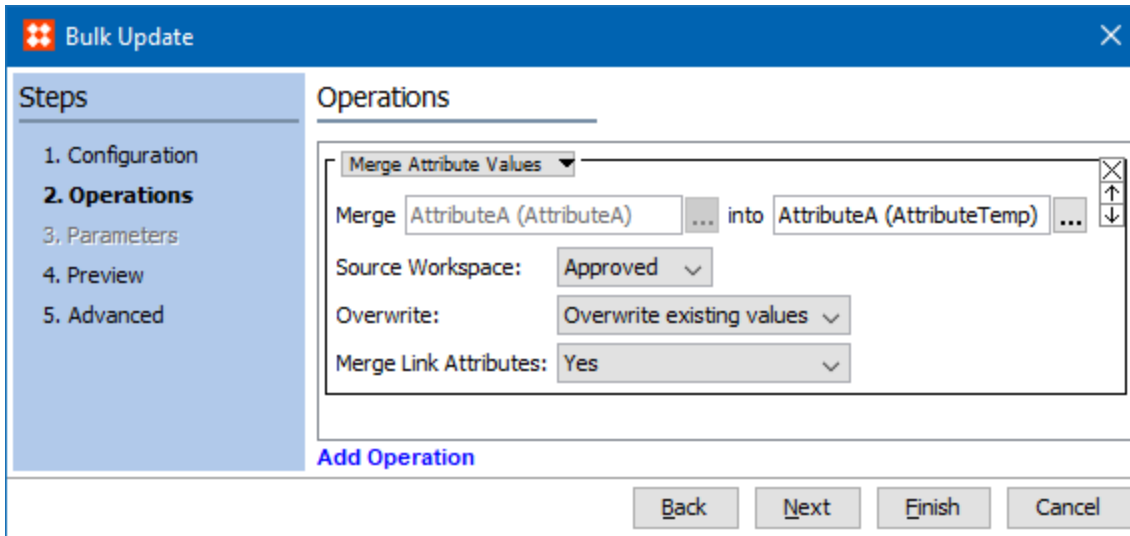 Bulk Update
Steps
1. Configuration
2. Operations
3. Parameters
4. Preview
5. Advanced
Operations
Merge Attribute Values
Merge AttributeA (AttributeA) ... into AttributeA (AttributeTemp) ...
Source Workspace: Approved
Overwrite: Overwrite existing values
Merge Link Attributes: Yes
Add Operation
Back Next Finish Cancel